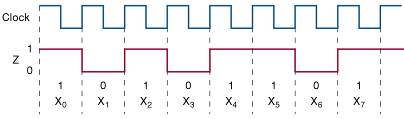 Clock
1
Z
0
1 0 1 0 1 1 0 1
X₀ X₁ X₂ X₃ X₄ X₅ X₆ X₇